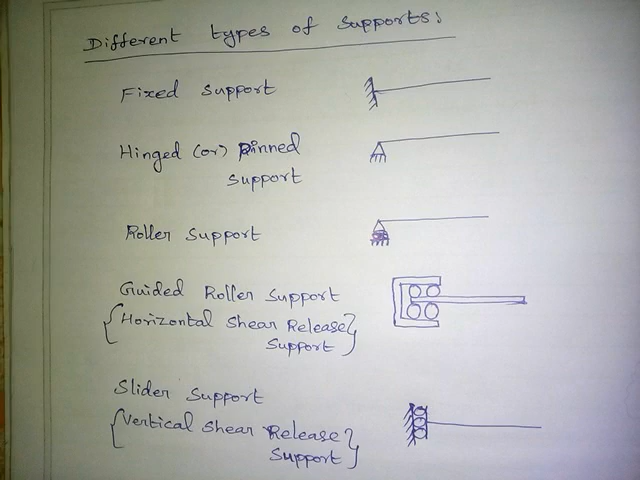 Different types of Supports:
Fixed Support
Hinged (or) Pinned
Support
Roller Support
Guided Roller Support
{Horizontal Shear Release
Support}
Slider Support
{Vertical Shear Release
Support}